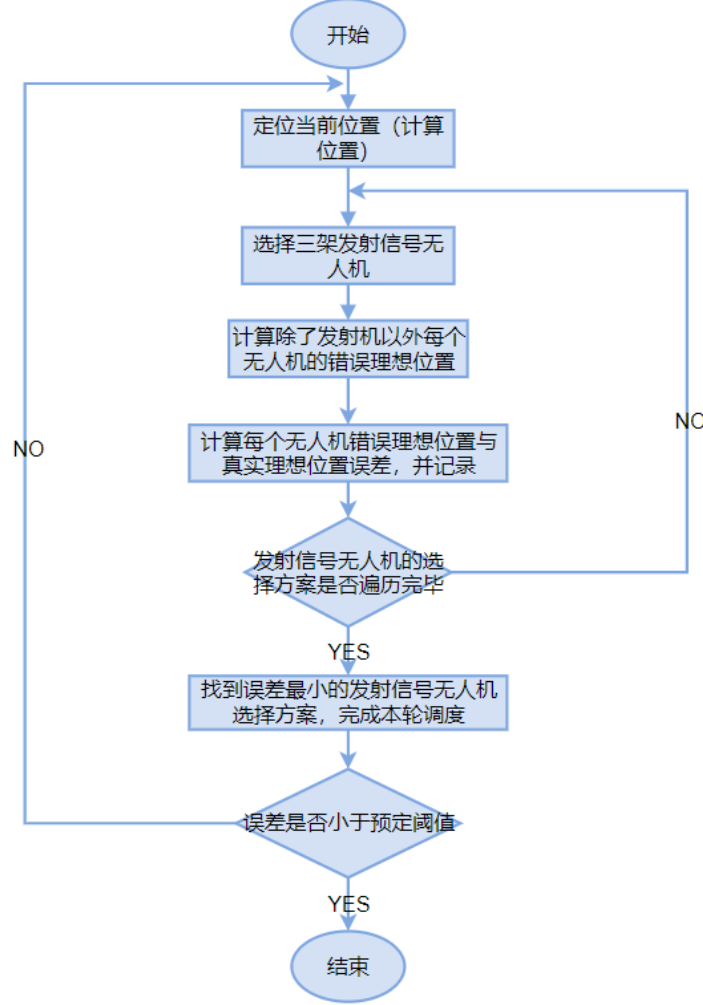 开始
定位当前位置（计算
位置）
选择三架发射信号无
人机
计算除了发射机以外每个
无人机的错误理想位置
计算每个无人机错误理想位置与
真实理想位置误差，并记录
NO
NO
发射信号无人机的选
择方案是否遍历完毕
YES
找到误差最小的发射信号无人机
选择方案，完成本轮调度
误差是否小于预定阈值
YES
结束